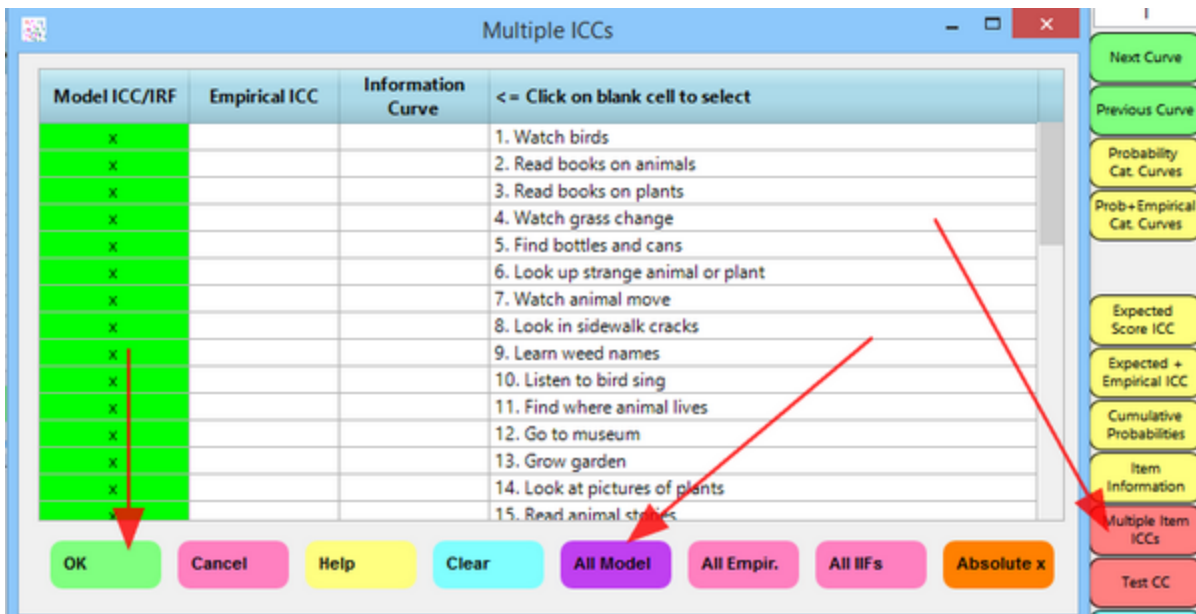 Multiple ICCs
Model ICC/IRF Empirical ICC Information Curve <= Click on blank cell to select
x 1. Watch birds
x 2. Read books on animals
x 3. Read books on plants
x 4. Watch grass change
x 5. Find bottles and cans
x 6. Look up strange animal or plant
x 7. Watch animal move
x 8. Look in sidewalk cracks
x 9. Learn weed names
x 10. Listen to bird sing
x 11. Find where animal lives
x 12. Go to museum
x 13. Grow garden
x 14. Look at pictures of plants
x 15. Read animal stories
OK Cancel Help Clear All Model All Empir. All IIFs Absolute x
Next Curve
Previous Curve
Probability
Cat. Curves
Prob+Empirical
Cat. Curves
Expected
Score ICC
Expected +
Empirical ICC
Cumulative
Probabilities
Item
Information
Multiple Item
ICCs
Test CC